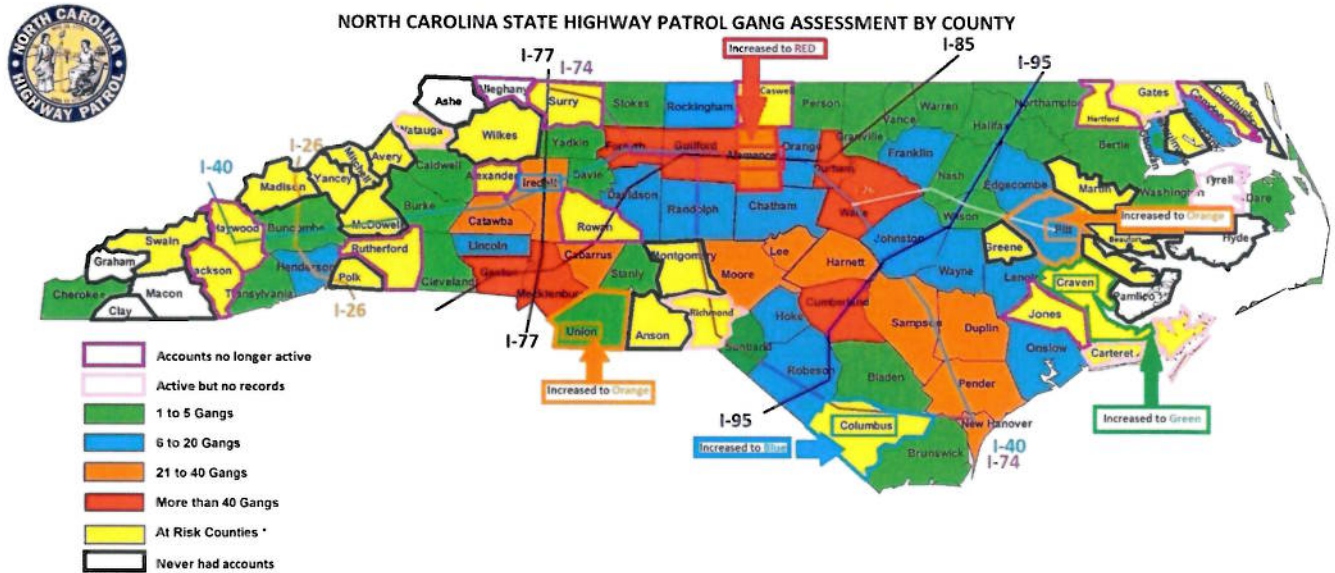 NORTH CAROLINA
HIGHWAY PATROL
NORTH CAROLINA STATE HIGHWAY PATROL GANG ASSESSMENT BY COUNTY
Increased to RED
I-77
I-74
I-85
I-95
Ashe
Alleghany
Surry
Stokes
Rockingham
Caswell
Person
Vance
Warren
Northampton
Hertford
Gates
Camden
Currituck
Watauga
Wilkes
Yadkin
Forsyth
Guilford
Alamance
Orange
Durham
Granville
Franklin
Halifax
Bertie
I-26
I-40
Mitchell
Avery
Caldwell
Alexander
Iredell
Davie
Davidson
Randolph
Chatham
Wake
Nash
Edgecombe
Martin
Washington
Tyrell
Dare
Madison
Yancey
McDowell
Burke
Catawba
Rowan
Wilson
Pitt
Increased to Orange
Beaufort
Hyde
Swain
Haywood
Buncombe
Rutherford
Lincoln
Cabarrus
Montgomery
Moore
Lee
Harnett
Johnston
Greene
Wayne
Lenoir
Craven
Pamlico
Graham
Jackson
Macon
Henderson
Polk
Cleveland
Gaston
Stanly
Cherokee
Clay
Transylvania
I-26
Mecklenburg
Union
Anson
Richmond
Hoke
Cumberland
Sampson
Duplin
Jones
Onslow
Carteret
I-77
Robeson
Bladen
Pender
Accounts no longer active
Active but no records
1 to 5 Gangs
6 to 20 Gangs
21 to 40 Gangs
More than 40 Gangs
At Risk Counties *
Never had accounts
Increased to Orange
I-95
Columbus
New Hanover
Increased to Green
Increased to Blue
Brunswick
I-40
I-74